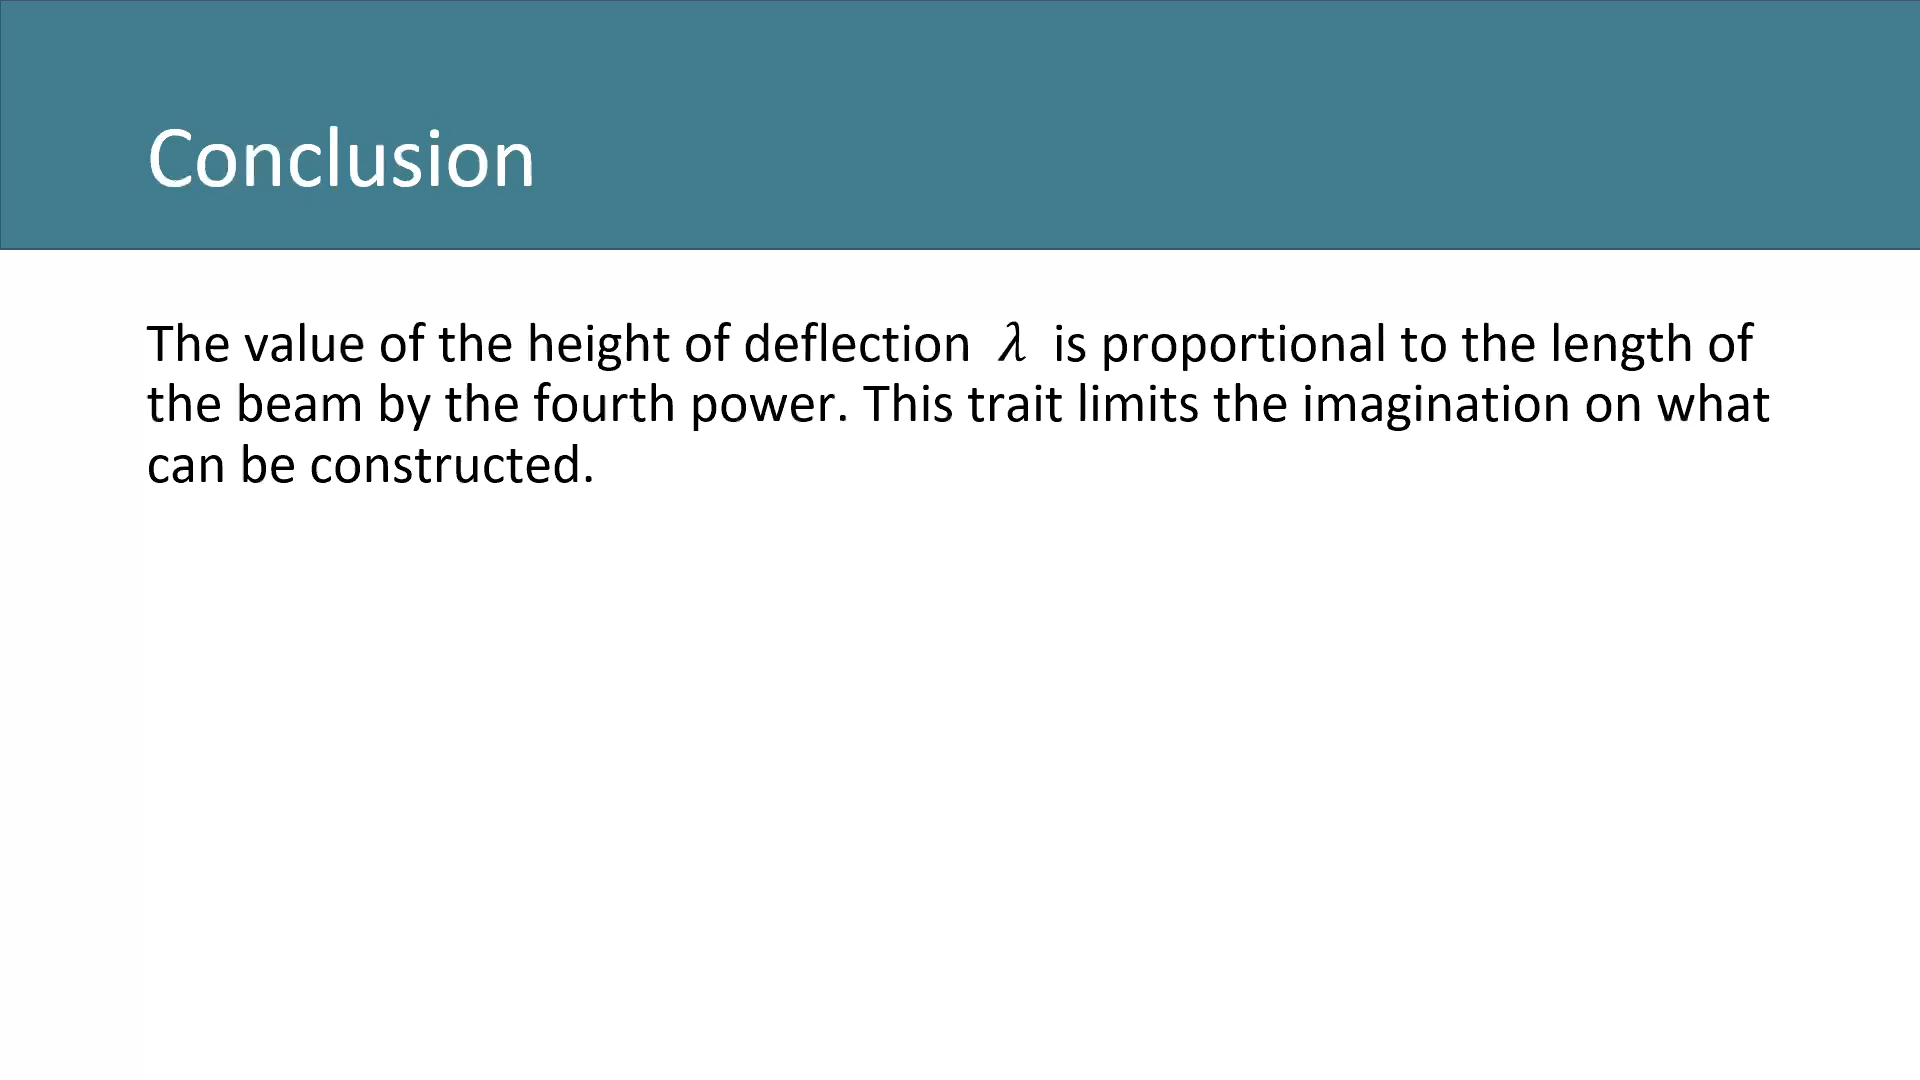 Conclusion
The value of the height of deflection λ is proportional to the length of
the beam by the fourth power. This trait limits the imagination on what
can be constructed.